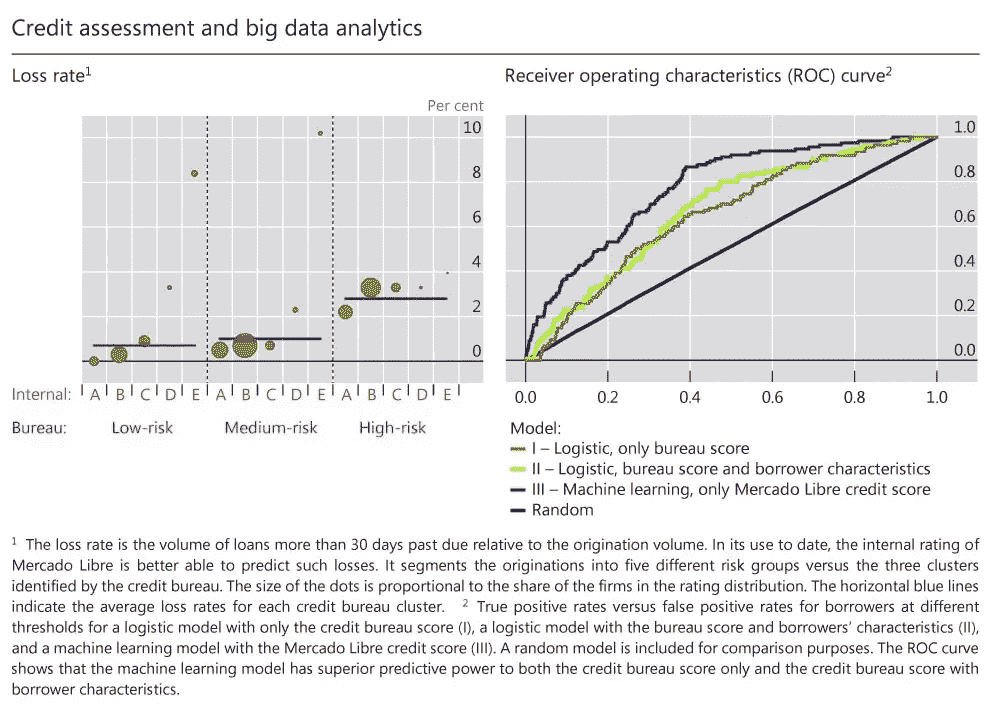 Credit assessment and big data analytics
Loss rate1
Receiver operating characteristics (ROC) curve2
Per cent
10
8
6
4
2
0
Internal: A B C D E A B C D E A B C D E
Bureau: Low-risk Medium-risk High-risk
1.0
0.8
0.6
0.4
0.2
0.0
0.0 0.2 0.4 0.6 0.8 1.0
Model:
I – Logistic, only bureau score
II – Logistic, bureau score and borrower characteristics
III – Machine learning, only Mercado Libre credit score
Random
1 The loss rate is the volume of loans more than 30 days past due relative to the origination volume. In its use to date, the internal rating of
Mercado Libre is better able to predict such losses. It segments the originations into five different risk groups versus the three clusters
identified by the credit bureau. The size of the dots is proportional to the share of the firms in the rating distribution. The horizontal blue lines
indicate the average loss rates for each credit bureau cluster. 2 True positive rates versus false positive rates for borrowers at different
thresholds for a logistic model with only the credit bureau score (I), a logistic model with the bureau score and borrowers' characteristics (II),
and a machine learning model with the Mercado Libre credit score (III). A random model is included for comparison purposes. The ROC curve
shows that the machine learning model has superior predictive power to both the credit bureau score only and the credit bureau score with
borrower characteristics.